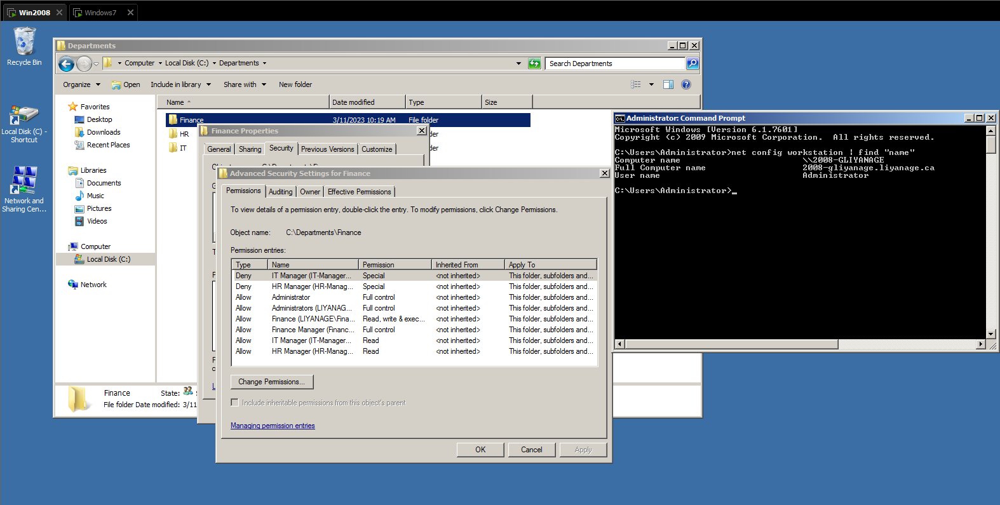 Win2008
Windows7
Recycle Bin
Local Disk (C:) -
Shortcut
Network and
Sharing Cen...
Departments
Computer
Local Disk (C:)
Departments
Search Departments
Organize
Open
Include in library
Share with
New folder
Favorites
Desktop
Downloads
Recent Places
Libraries
Documents
Music
Pictures
Videos
Computer
Local Disk (C:)
Network
Name Date modified Type Size
Finance 3/11/2023 10:19 AM File folder
HR
IT
Finance
State:
File folder Date modified: 3/11
Finance Properties
General Sharing Security Previous Versions Customize
Advanced Security Settings for Finance
Permissions Auditing Owner Effective Permissions
To view details of a permission entry, double-click the entry. To modify permissions, click Change Permissions.
Object name: C:\Departments\Finance
Permission entries:
Type Name Permission Inherited From Apply To
Deny IT Manager (IT-Manager... Special <not inherited> This folder, subfolders and...
Deny HR Manager (HR-Manag... Special <not inherited> This folder, subfolders and...
Allow Administrator Full control <not inherited> This folder, subfolders and...
Allow Administrators (LIYANAG... Full control <not inherited> This folder, subfolders and...
Allow Finance (LIYANAGE\Fina... Read, write & exec... <not inherited> This folder, subfolders and...
Allow Finance Manager (Financ... Full control <not inherited> This folder, subfolders and...
Allow IT Manager (IT-Manager... Read <not inherited> This folder, subfolders and...
Allow HR Manager (HR-Manag... Read <not inherited> This folder, subfolders and...
Change Permissions...
Include inheritable permissions from this object's parent
Managing permission entries
OK Cancel Apply
Administrator: Command Prompt
Microsoft Windows [Version 6.1.7601]
Copyright (c) 2009 Microsoft Corporation. All rights reserved.
C:\Users\Administrator>net config workstation | find "name"
Computer name \\2008-GLIYANAGE
Full Computer name 2008-gliyanage.liyanage.ca
User name Administrator
C:\Users\Administrator>_